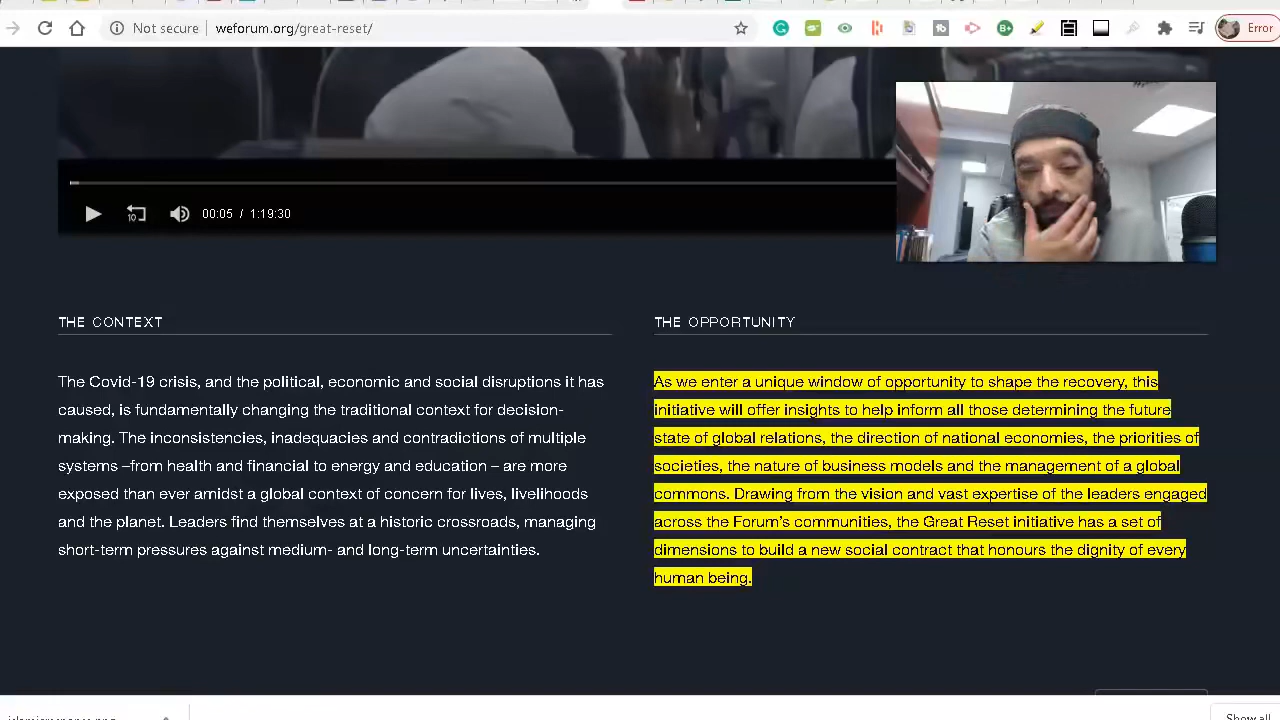 Not secure weforum.org/great-reset/
Error
10
00:05 / 1:19:30
THE CONTEXT
The Covid-19 crisis, and the political, economic and social disruptions it has
caused, is fundamentally changing the traditional context for decision-
making. The inconsistencies, inadequacies and contradictions of multiple
systems –from health and financial to energy and education – are more
exposed than ever amidst a global context of concern for lives, livelihoods
and the planet. Leaders find themselves at a historic crossroads, managing
short-term pressures against medium- and long-term uncertainties.
THE OPPORTUNITY
As we enter a unique window of opportunity to shape the recovery, this
initiative will offer insights to help inform all those determining the future
state of global relations, the direction of national economies, the priorities of
societies, the nature of business models and the management of a global
commons. Drawing from the vision and vast expertise of the leaders engaged
across the Forum's communities, the Great Reset initiative has a set of
dimensions to build a new social contract that honours the dignity of every
human being.
Show all